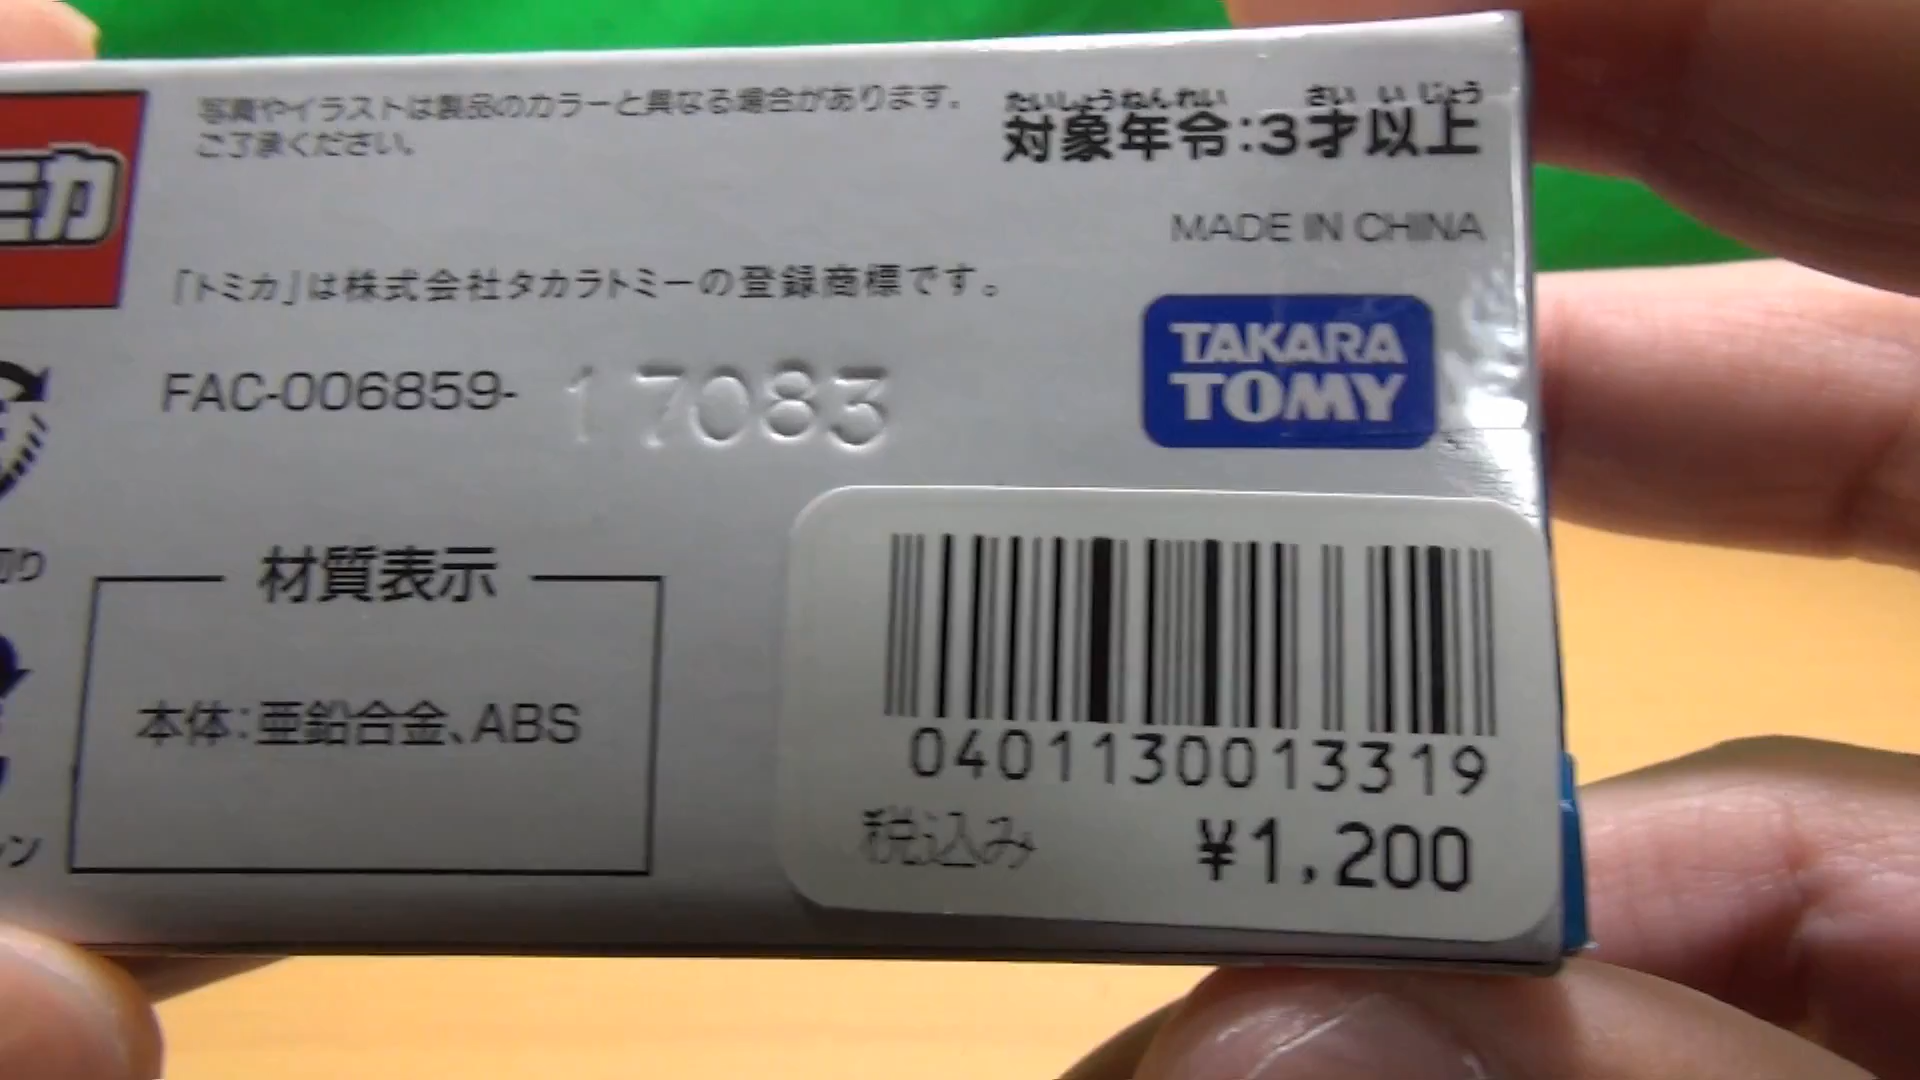 写真やイラストは製品のカラーと異なる場合があります。
ご了承ください。
たいしょうねんれい さい いじょう
対象年令:3才以上
MADE IN CHINA
ミカ
「トミカ」は株式会社タカラトミーの登録商標です。
TAKARA
TOMY
FAC-006859- 17083
切り
材質表示
本体:亜鉛合金、ABS
ン
0401130013319
税込み ¥1,200